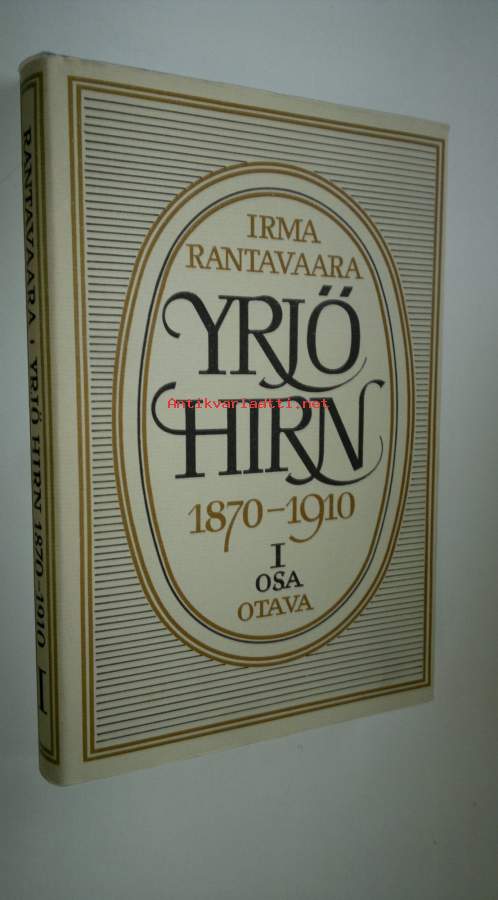 IRMA
RANTAVAARA
YRJÖ
Antikvariaatti.net
HIRN
1870-1910
I
OSA
OTAVA
RANTAVAARA / YRJÖ HIRN 1870-1910 I